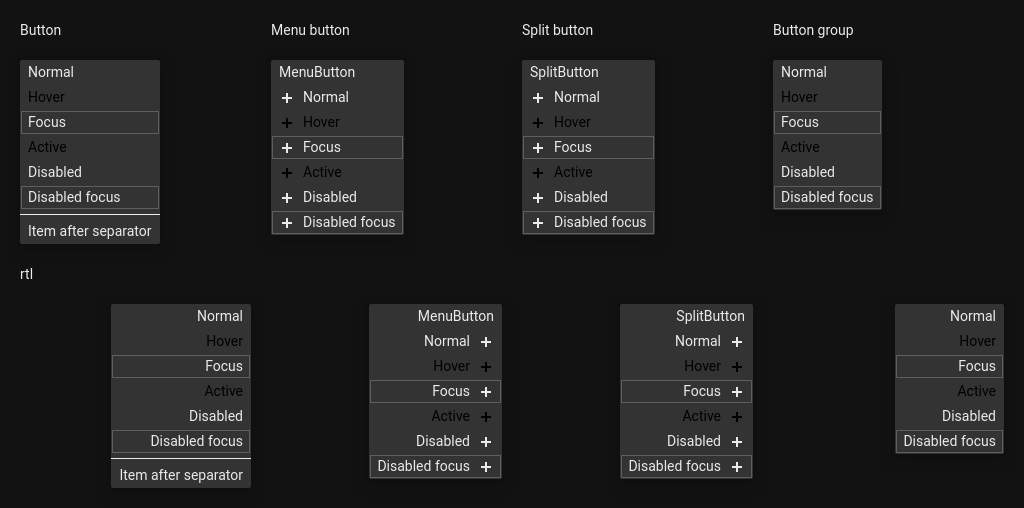 Button
Normal
Hover
Focus
Active
Disabled
Disabled focus
Item after separator
Menu button
MenuButton
Normal
Hover
Focus
Active
Disabled
Disabled focus
Split button
SplitButton
Normal
Hover
Focus
Active
Disabled
Disabled focus
Button group
Normal
Hover
Focus
Active
Disabled
Disabled focus
rtl
Normal
Hover
Focus
Active
Disabled
Disabled focus
Item after separator
MenuButton
Normal
Hover
Focus
Active
Disabled
Disabled focus
SplitButton
Normal
Hover
Focus
Active
Disabled
Disabled focus
Normal
Hover
Focus
Active
Disabled
Disabled focus